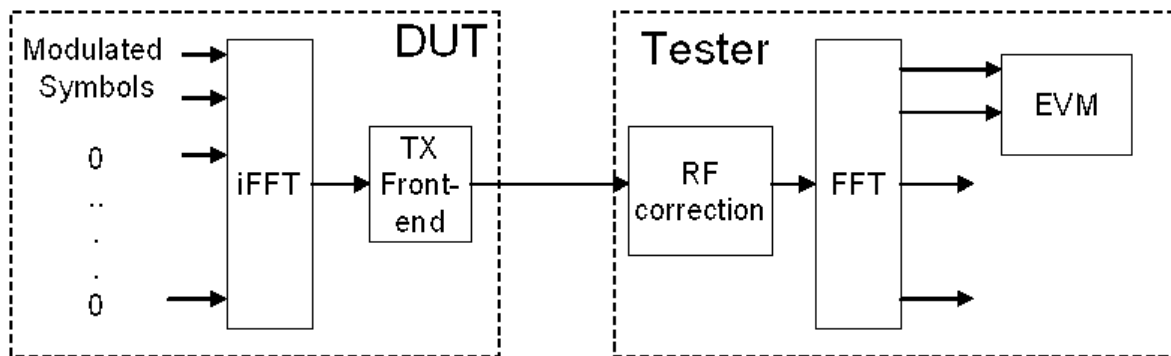 DUT
Modulated
Symbols
0
..
.
.
0
iFFT
TX
Front-
end
Tester
RF
correction
FFT
EVM